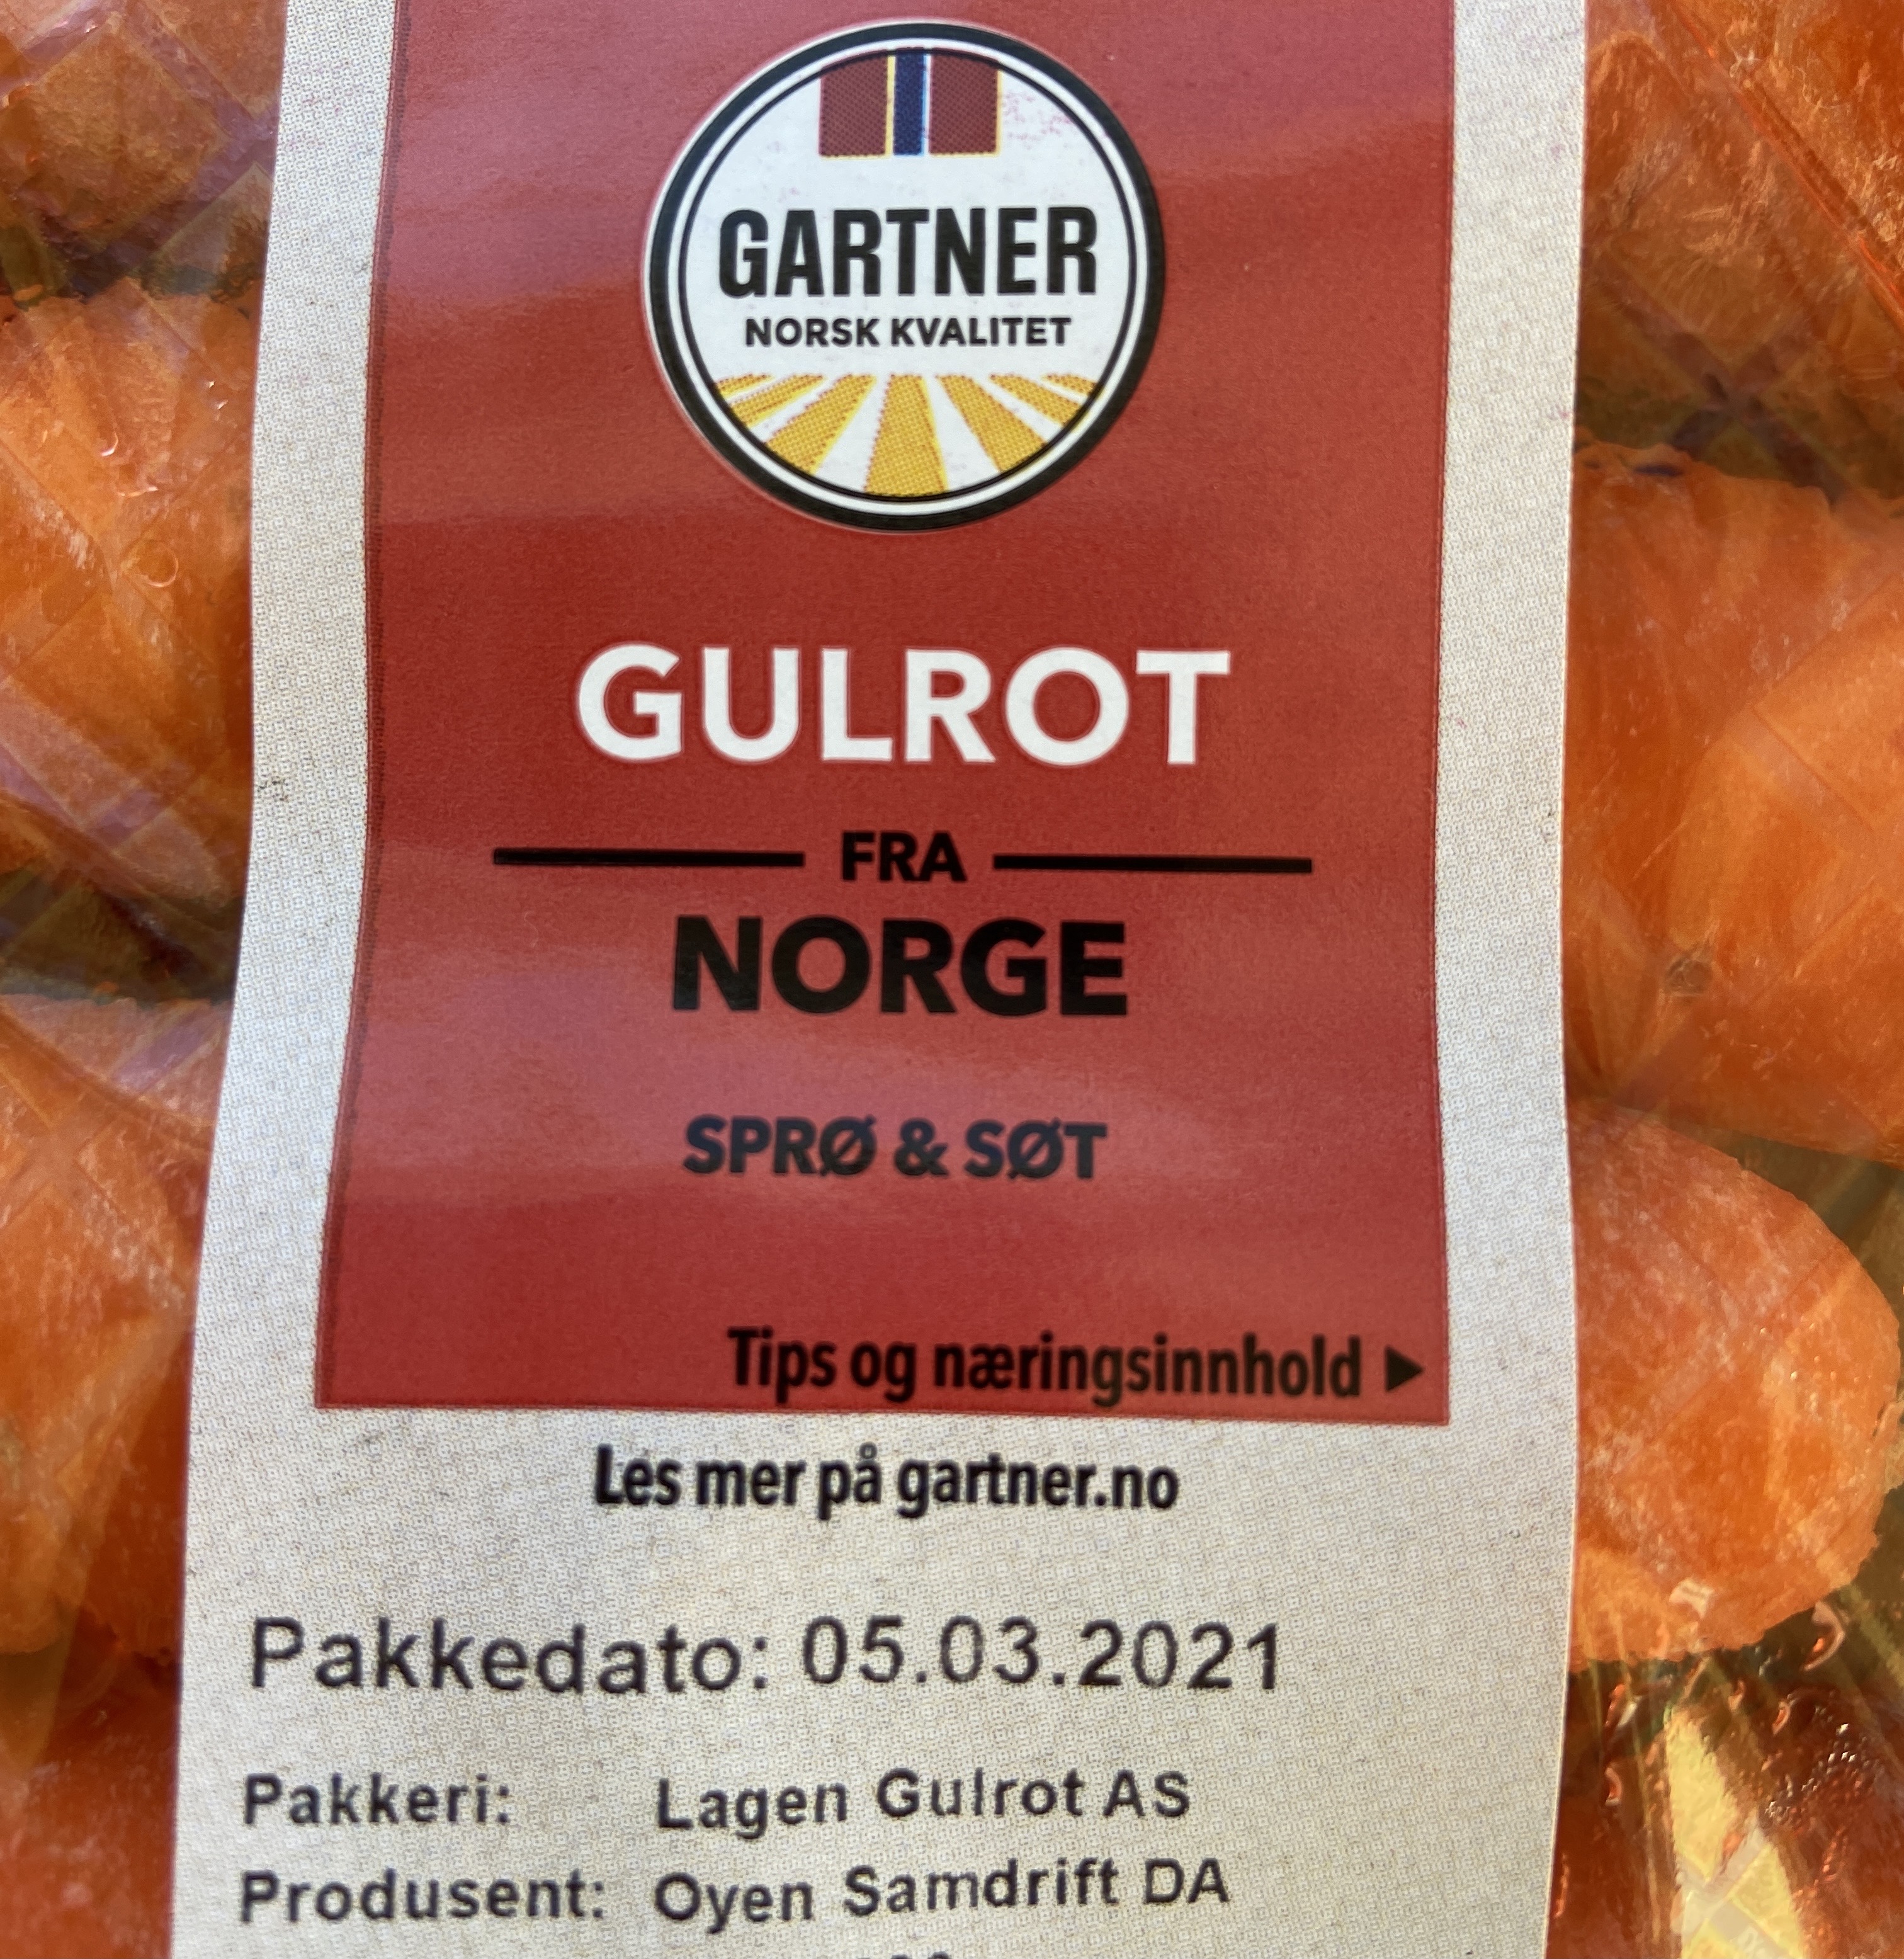 GARTNER
NORSK KVALITET
GULROT
FRA
NORGE
SPRØ & SØT
Tips og næringsinnhold ▶
Les mer på gartner.no
Pakkedato: 05.03.2021
Pakkeri: Lagen Gulrot AS
Produsent: Oyen Samdrift DA